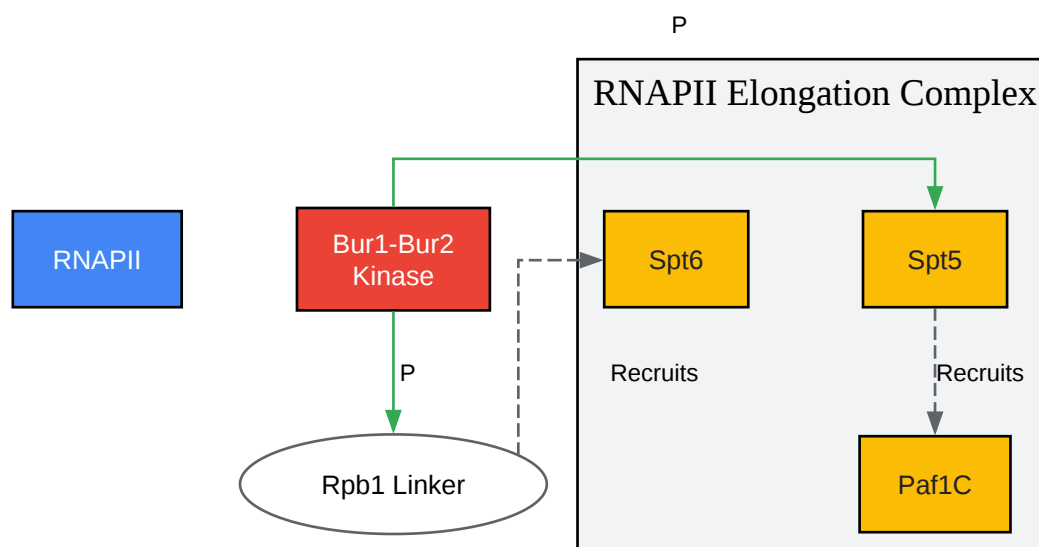 P
RNAPII Elongation Complex
RNAPII
Bur1-Bur2
Kinase
Spt6
Spt5
P
Recruits
Recruits
Rpb1 Linker
Paf1C